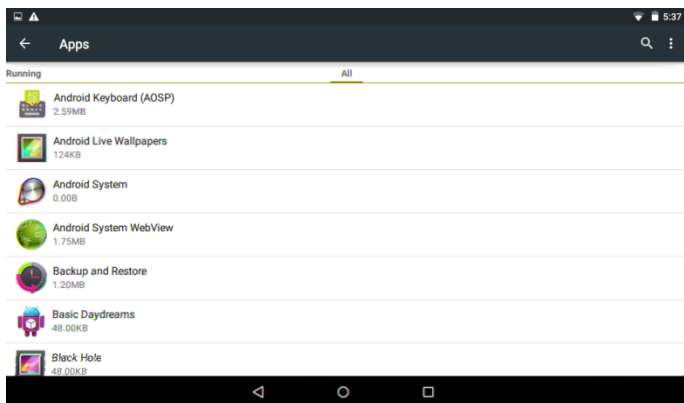 5:37
Apps
Running
All
Android Keyboard (AOSP)
2.59MB
Android Live Wallpapers
124KB
Android System
0.00B
Android System WebView
1.75MB
Backup and Restore
1.20MB
Basic Daydreams
48.00KB
Black Hole
48.00KB